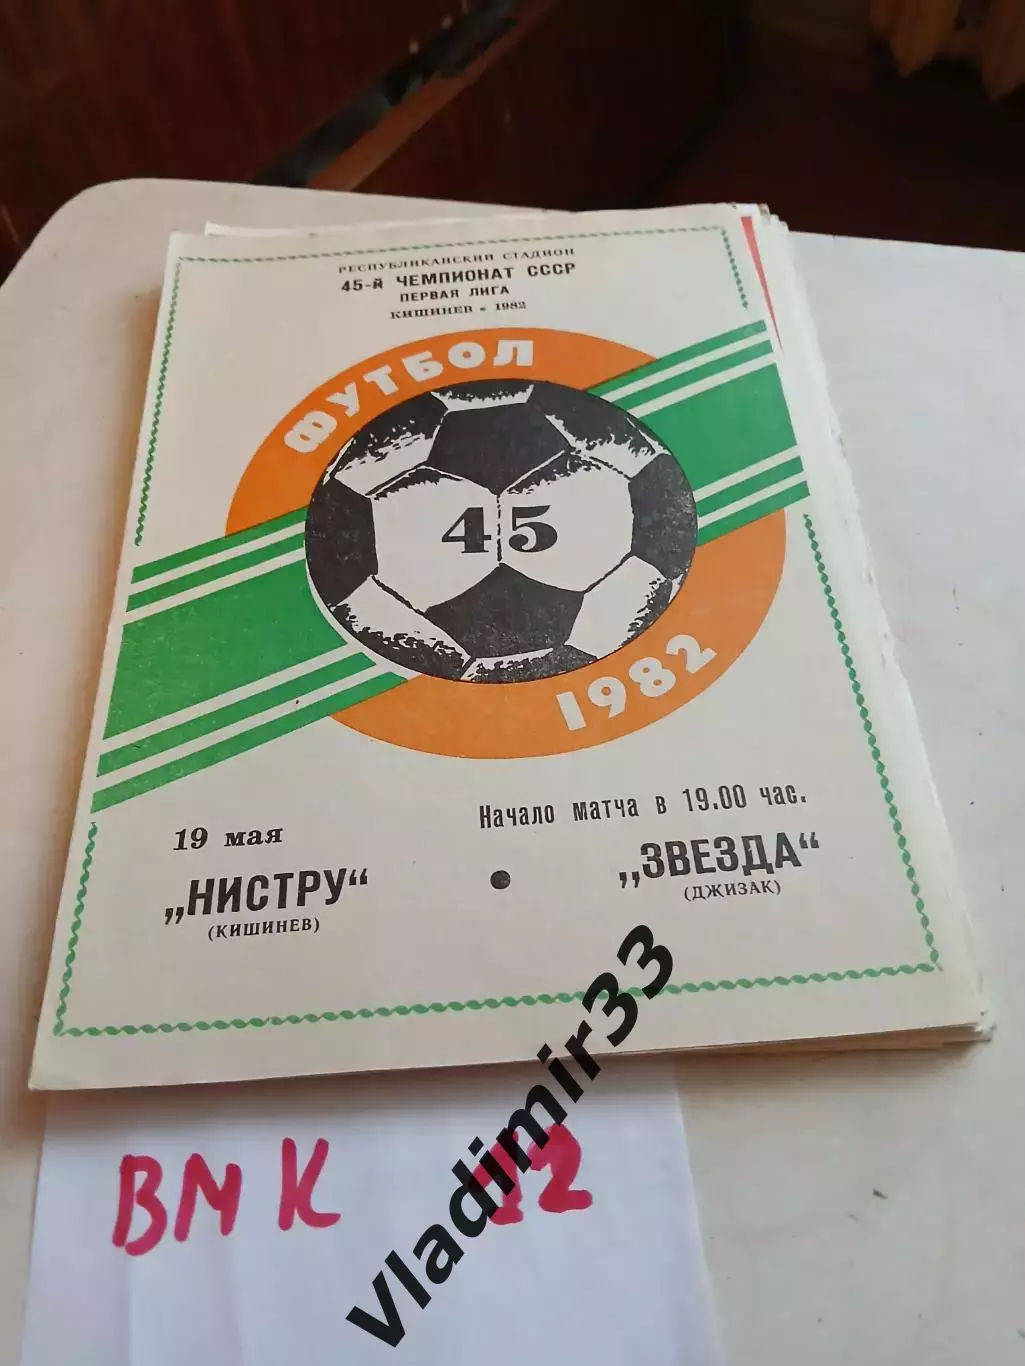 РЕСПУБЛИКАНСКИЙ СТАДИОН
45-й ЧЕМПИОНАТ СССР
ПЕРВАЯ ЛИГА
КИШИНЕВ - 1982
ФУТБОЛ
45
1982
19 мая
Начало матча в 19.00 час.
„НИСТРУ“
(КИШИНЕВ)
•
„ЗВЕЗДА“
(ДЖИЗАК)
ВМК 12
Vladimir33